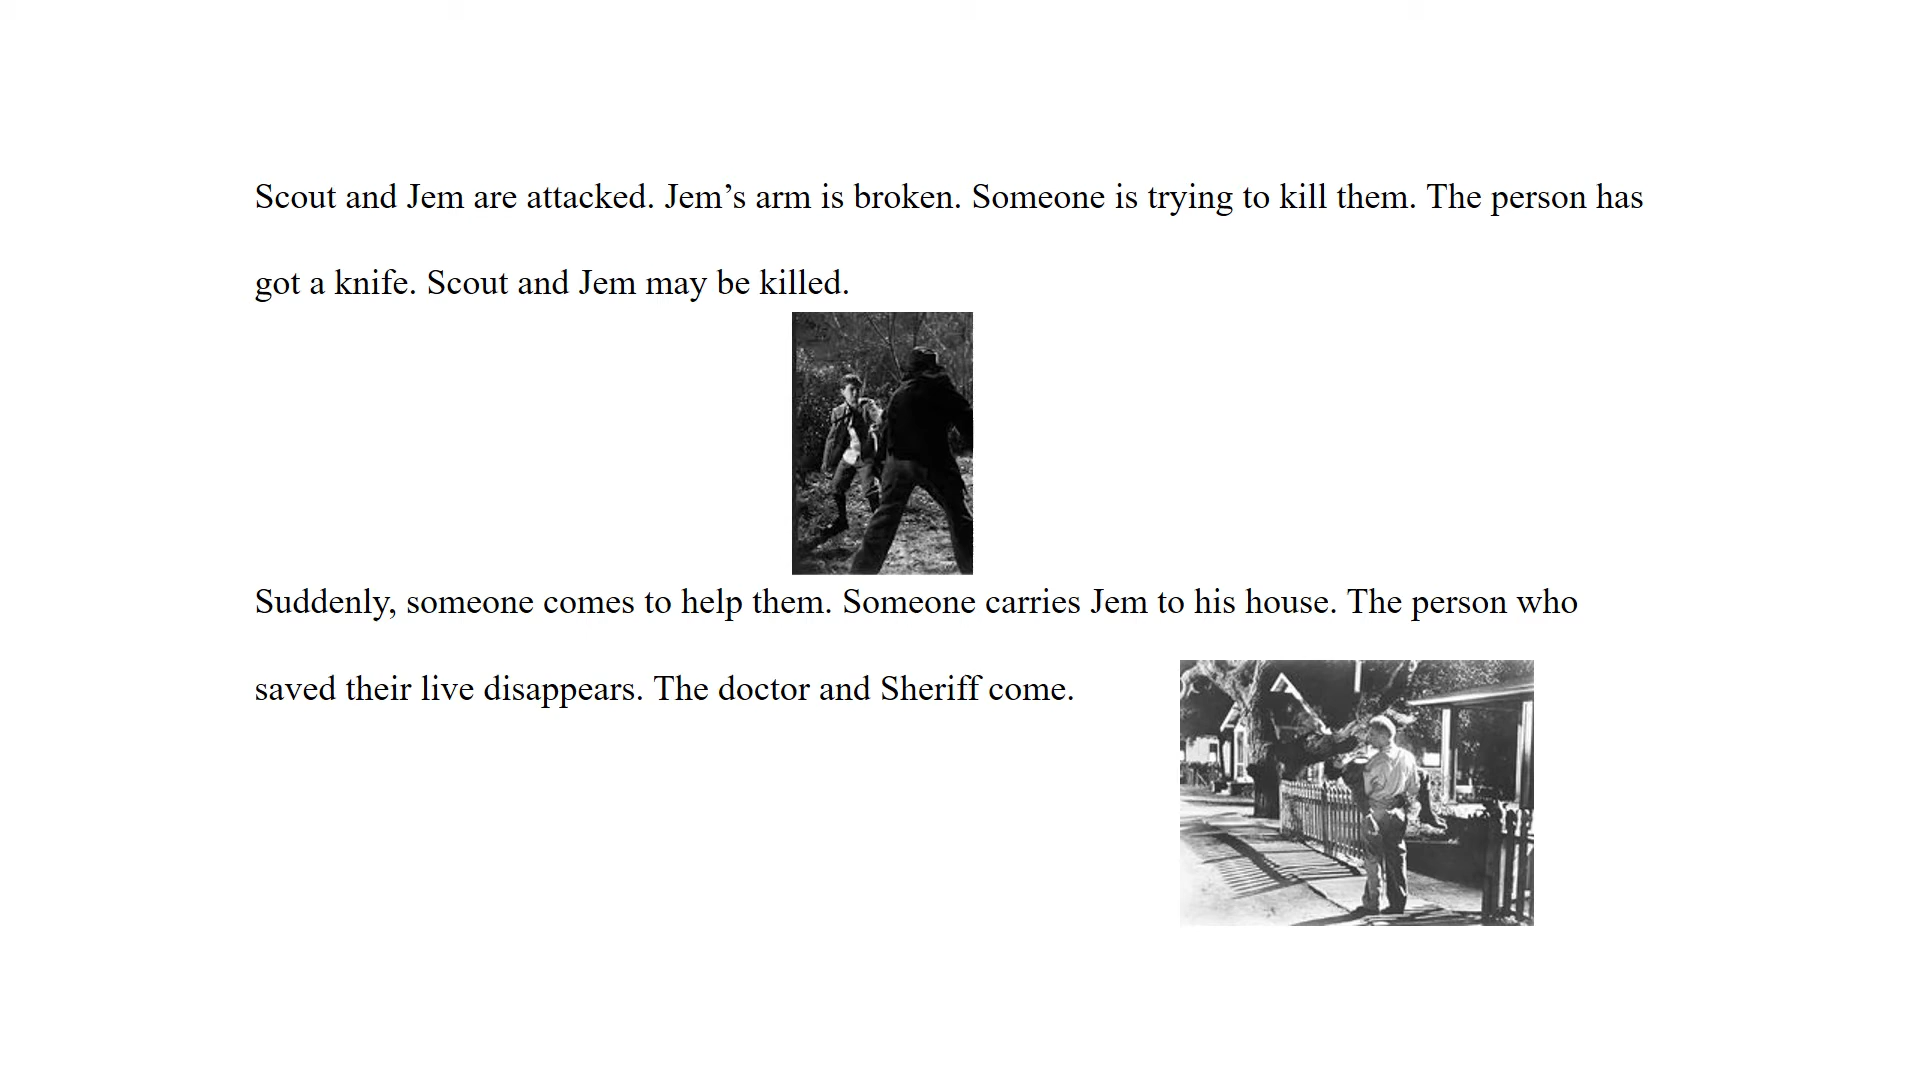 Scout and Jem are attacked. Jem’s arm is broken. Someone is trying to kill them. The person has
got a knife. Scout and Jem may be killed.
Suddenly, someone comes to help them. Someone carries Jem to his house. The person who
saved their live disappears. The doctor and Sheriff come.